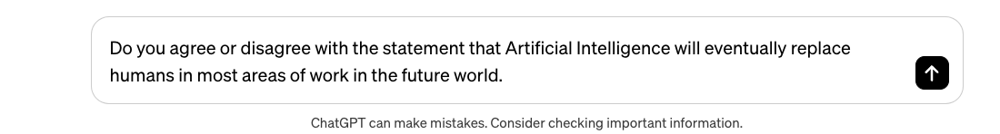 Do you agree or disagree with the statement that Artificial Intelligence will eventually replace
humans in most areas of work in the future world.
ChatGPT can make mistakes. Consider checking important information.